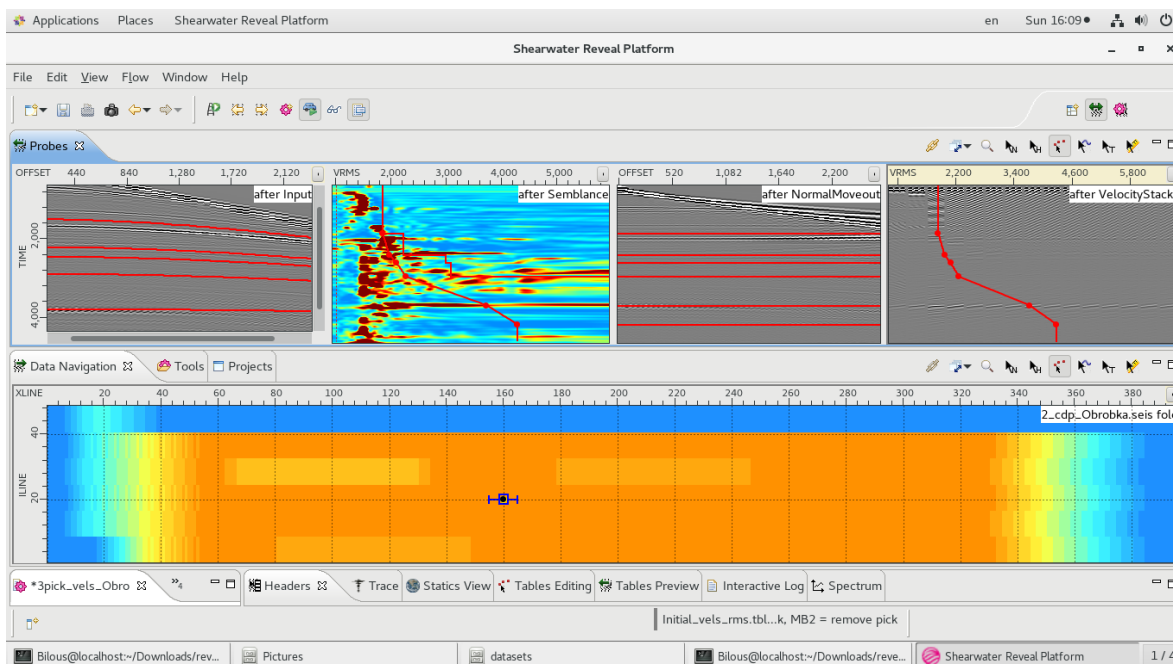 Applications Places Shearwater Reveal Platform en Sun 16:09
Shearwater Reveal Platform
File Edit View Flow Window Help
Probes
OFFSET 440 840 1,280 1,720 2,120
after Input
TIME
2,000
4,000
VRMS 2,000 3,000 4,000 5,000
after Semblance
OFFSET 520 1,082 1,640 2,200
after NormalMoveout
VRMS 2,200 3,400 4,600 5,800
after VelocityStack
Data Navigation Tools Projects
XLINE 20 40 60 80 100 120 140 160 180 200 220 240 260 280 300 320 340 360 380
2_cdp_Obrobka.seis fol
ILINE
40
20
*3pick_vels_Obro »4 Headers Trace Statics View Tables Editing Tables Preview Interactive Log Spectrum
Initial_vels_rms.tbl...k, MB2 = remove pick
Bilous@localhost:~/Downloads/rev... Pictures datasets Bilous@localhost:~/Downloads/reve... Shearwater Reveal Platform 1 / 4